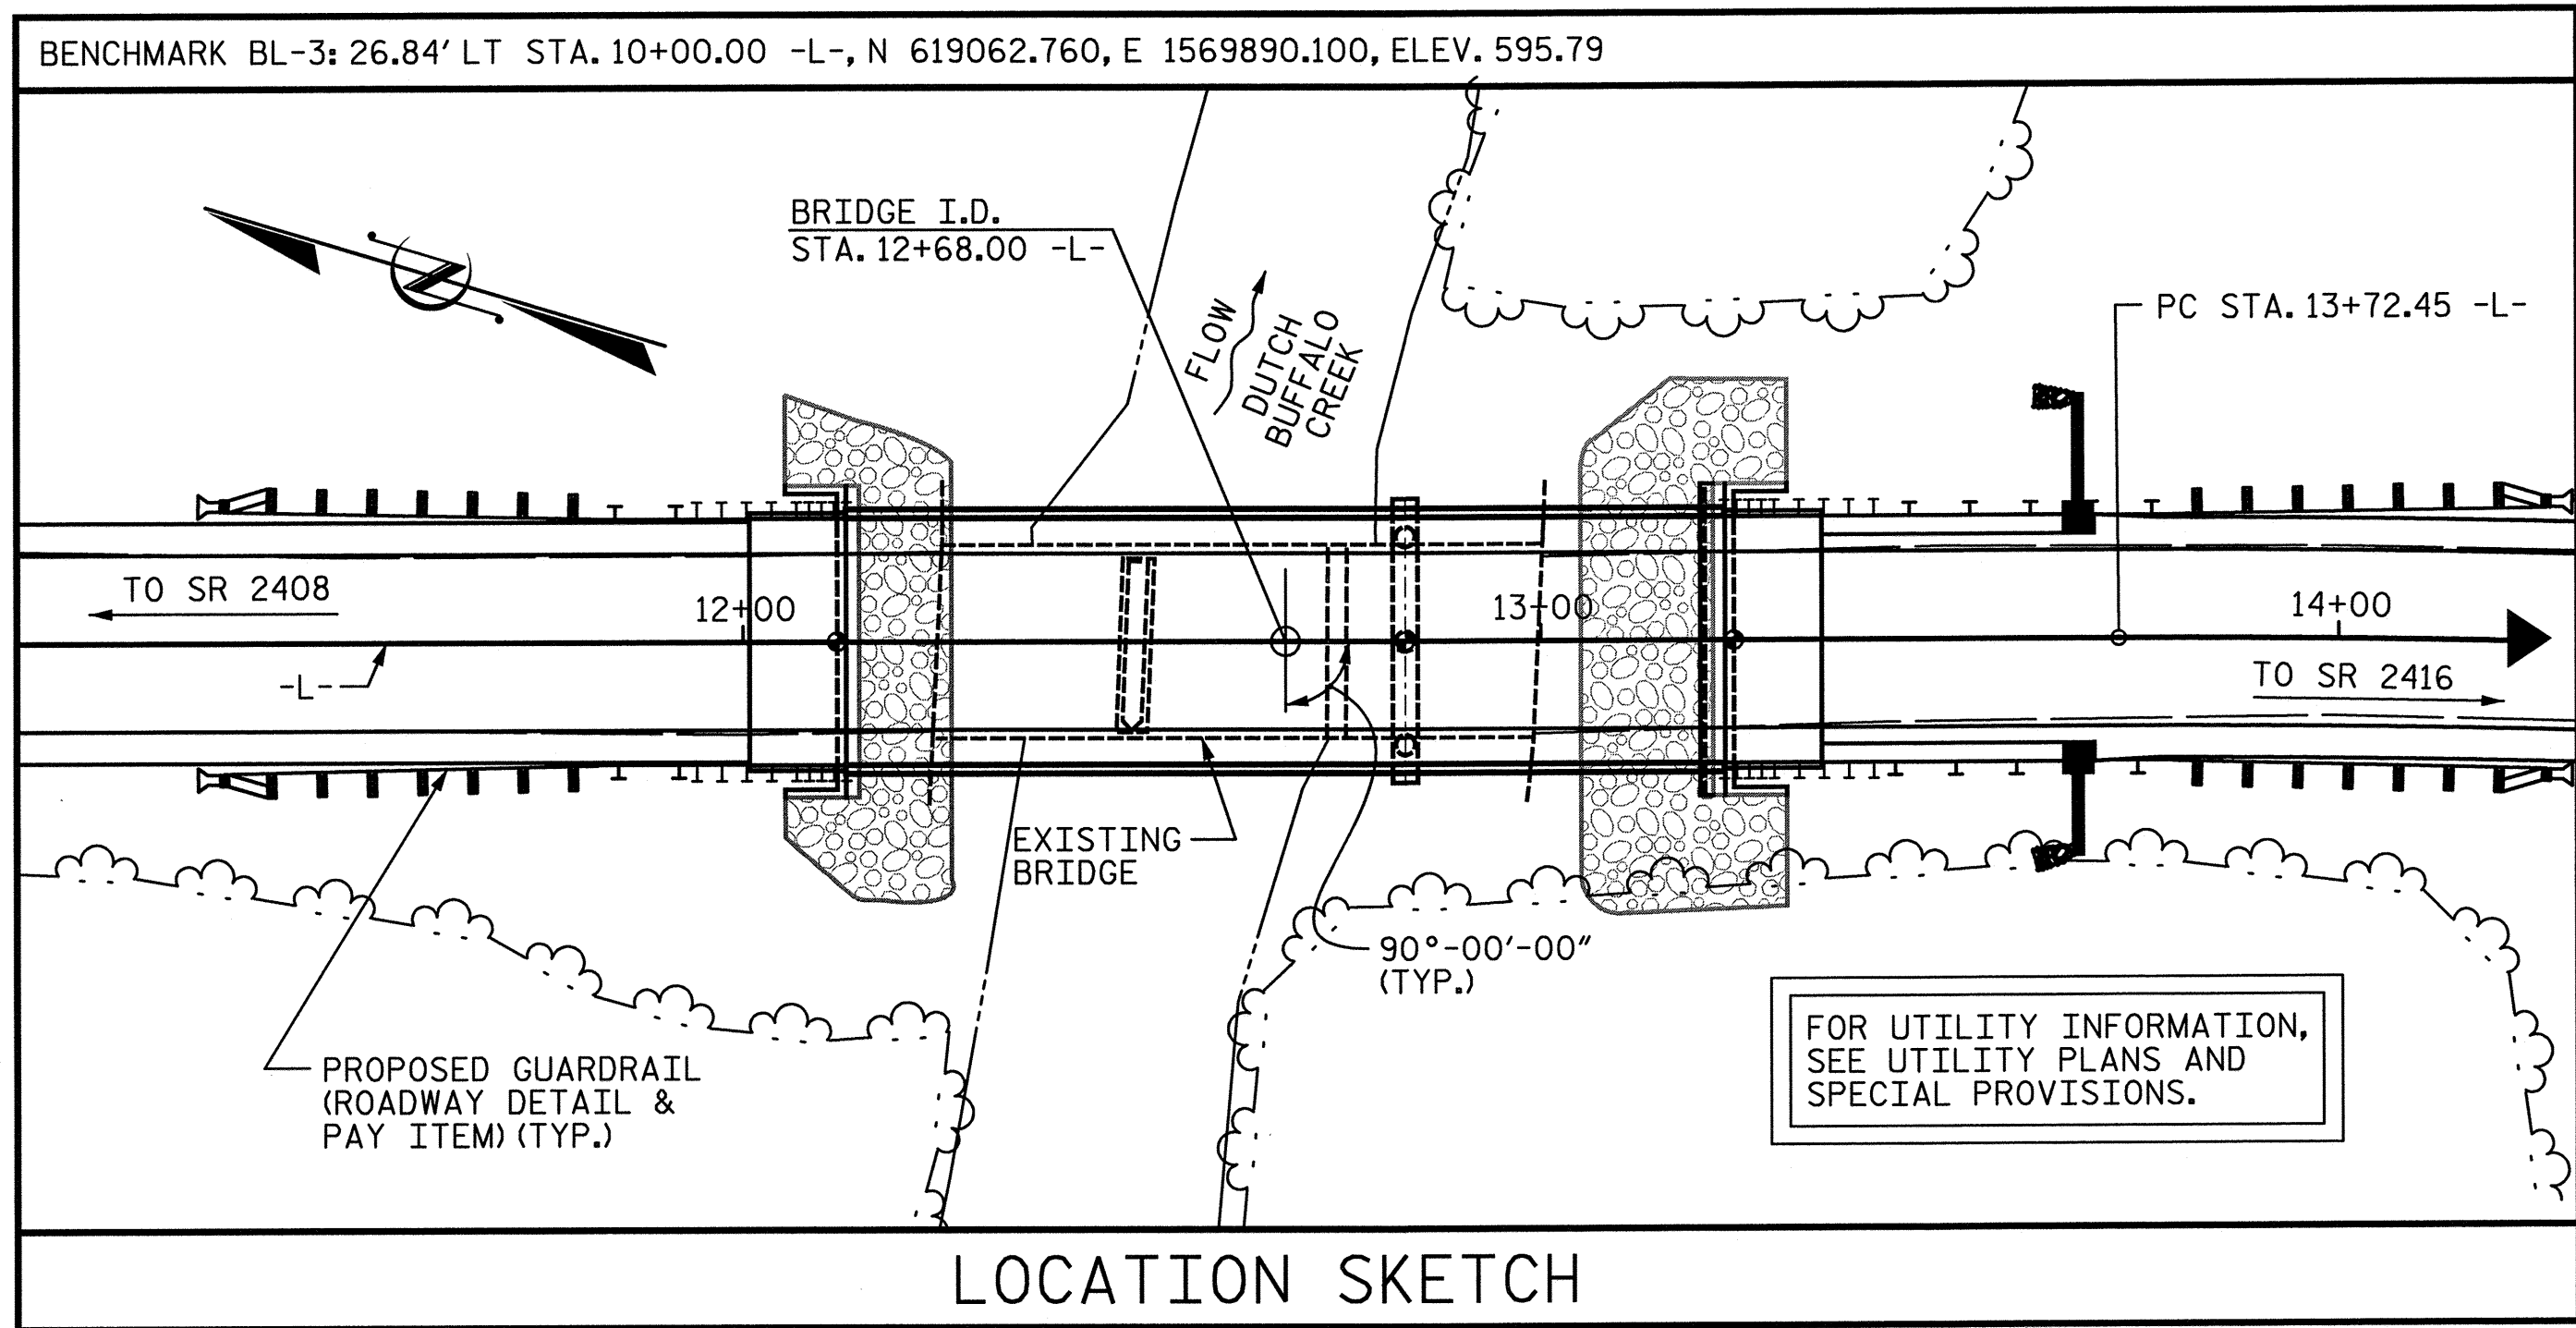 BENCHMARK BL-3: 26.84' LT STA. 10+00.00 -L-, N 619062.760, E 1569890.100, ELEV. 595.79
BRIDGE I.D.
STA. 12+68.00 -L-
FLOW
DUTCH
BUFFALO
CREEK
PC STA. 13+72.45 -L-
TO SR 2408
12+00
13+00
14+00
-L-
TO SR 2416
EXISTING
BRIDGE
90°-00'-00"
(TYP.)
PROPOSED GUARDRAIL
(ROADWAY DETAIL &
PAY ITEM) (TYP.)
FOR UTILITY INFORMATION,
SEE UTILITY PLANS AND
SPECIAL PROVISIONS.
LOCATION SKETCH